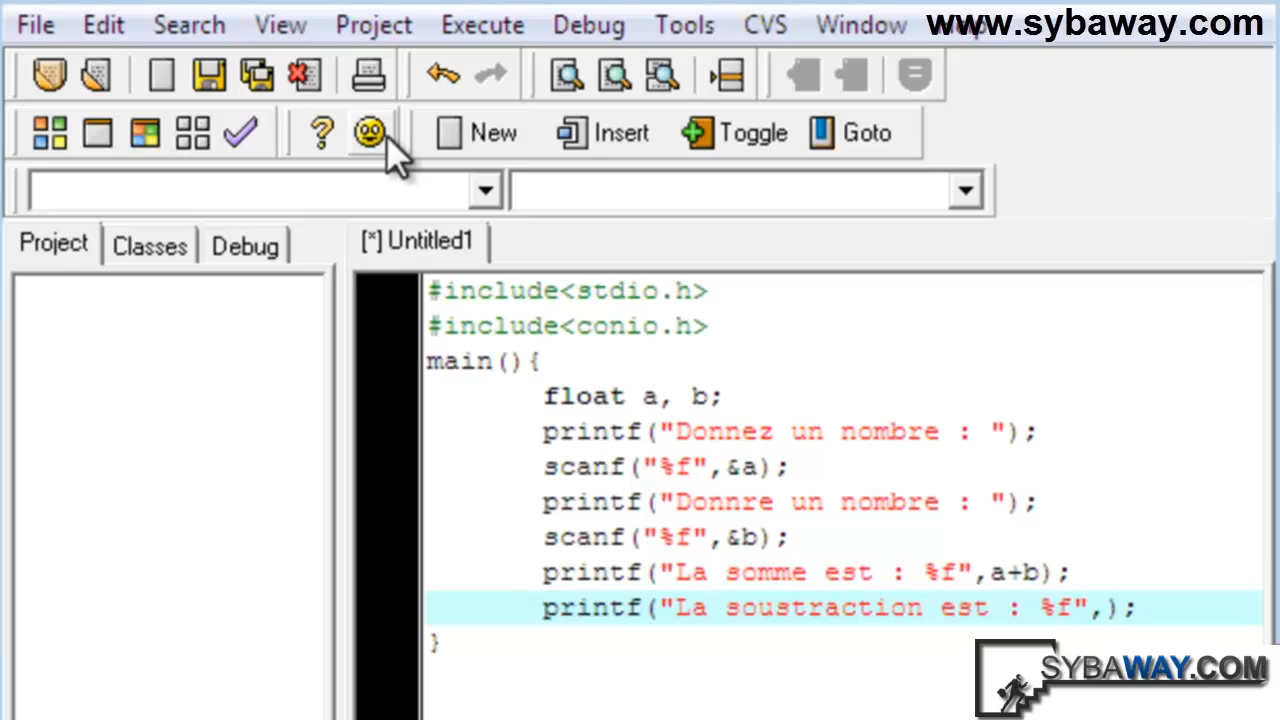 File Edit Search View Project Execute Debug Tools CVS Window
www.sybaway.com
New Insert Toggle Goto
Project Classes Debug [*] Untitled1
#include<stdio.h>
#include<conio.h>
main(){
float a, b;
printf("Donnez un nombre : ");
scanf("%f",&a);
printf("Donnre un nombre : ");
scanf("%f",&b);
printf("La somme est : %f",a+b);
printf("La soustraction est : %f",);
}
SYBAWAY.COM